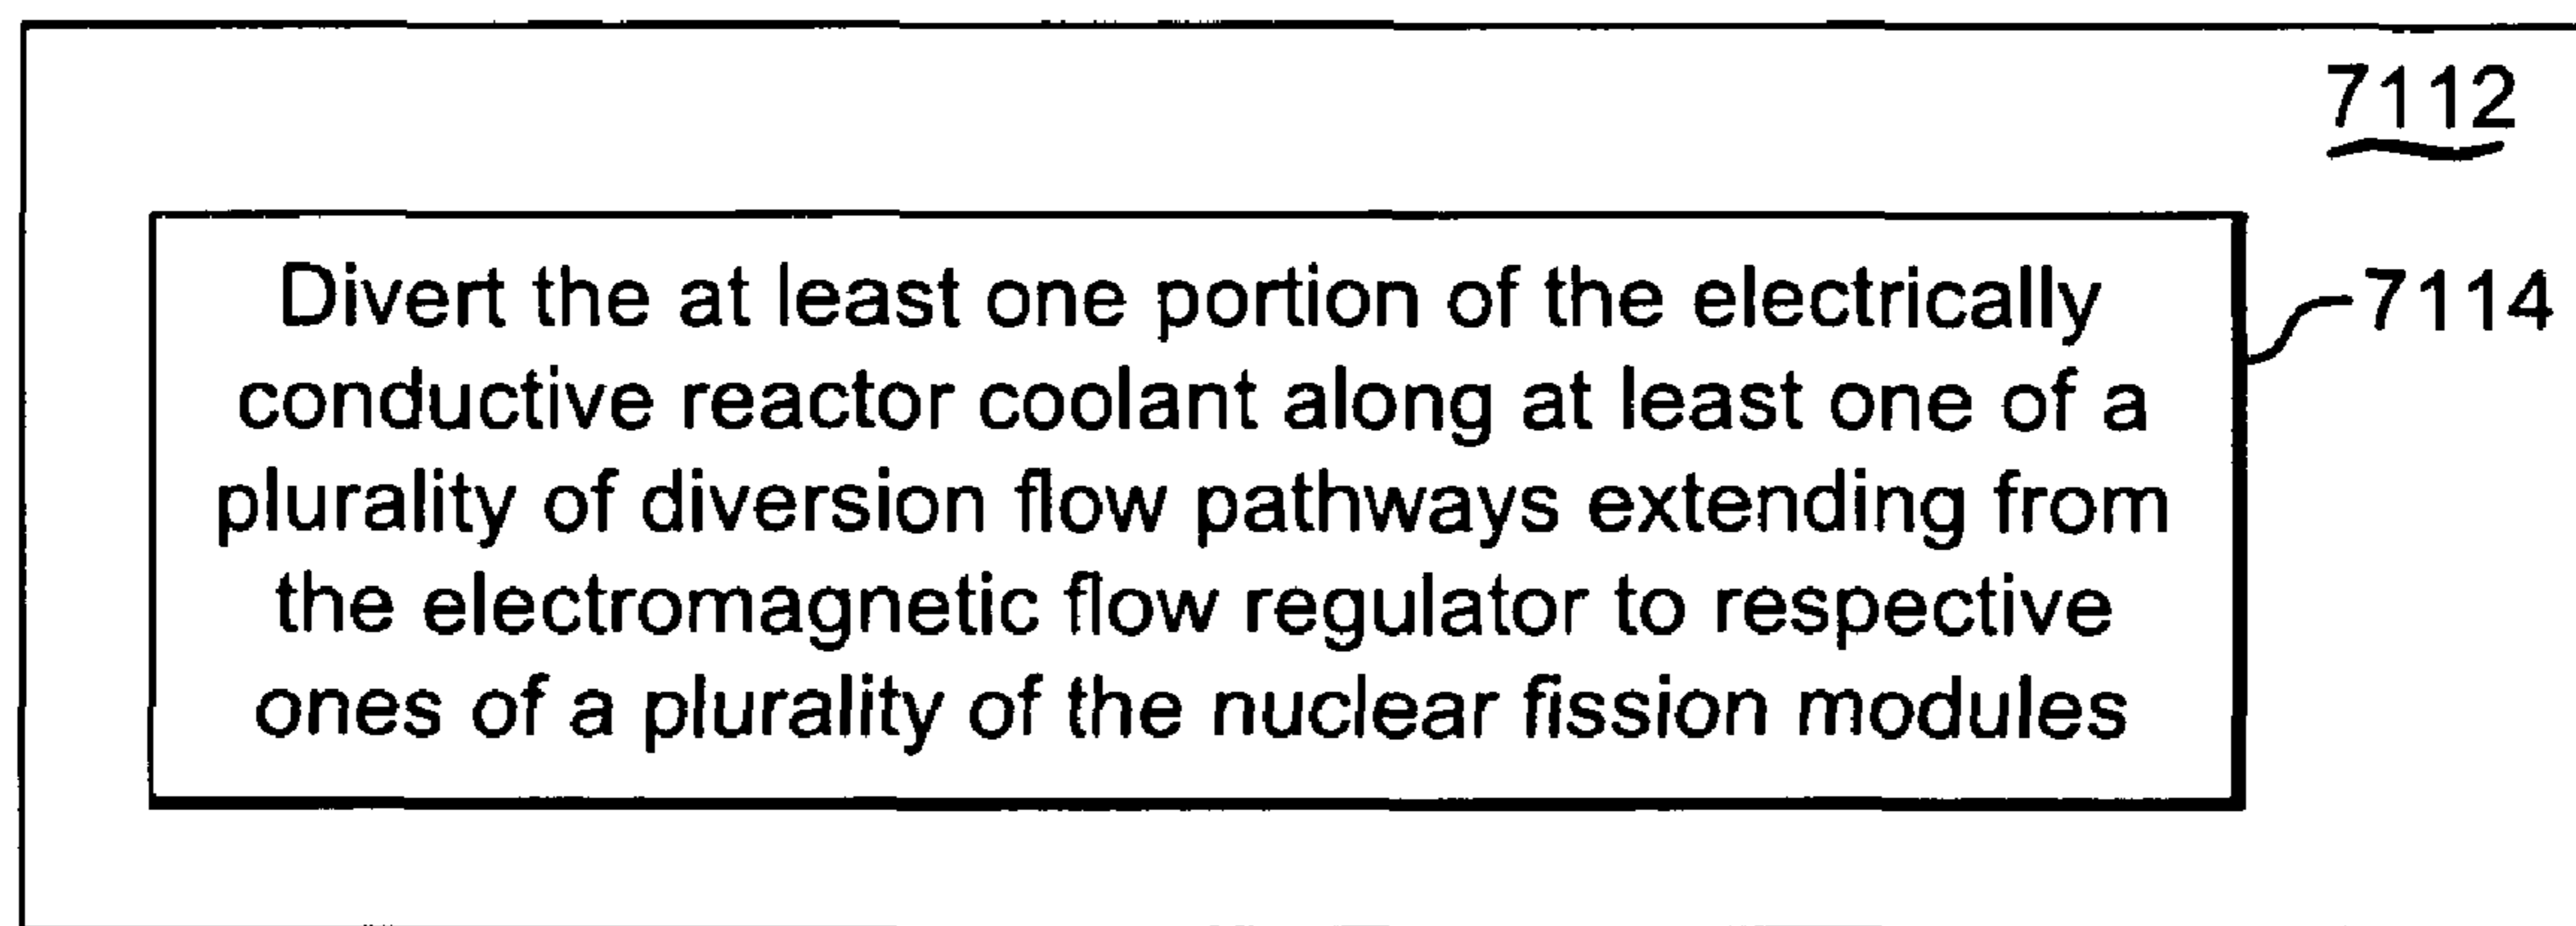 7112
Divert the at least one portion of the electrically
7114
conductive reactor coolant along at least one of a
plurality of diversion flow pathways extending from
the electromagnetic flow regulator to respective
ones of a plurality of the nuclear fission modules